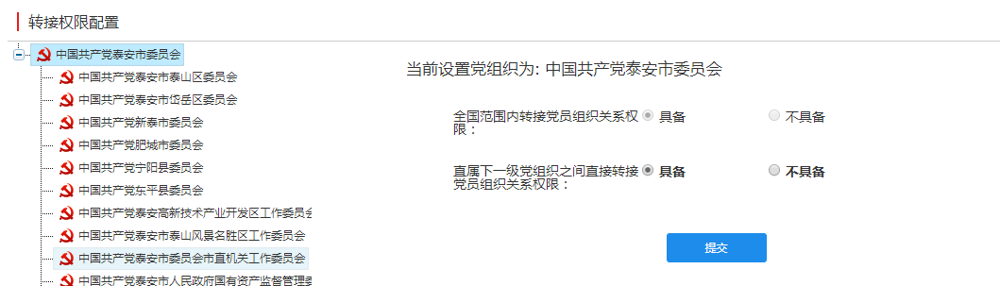 转接权限配置
中国共产党泰安市委员会
中国共产党泰安市泰山区委员会
中国共产党泰安市岱岳区委员会
中国共产党新泰市委员会
中国共产党肥城市委员会
中国共产党宁阳县委员会
中国共产党东平县委员会
中国共产党泰安高新技术产业开发区工作委员会
中国共产党泰安市泰山风景名胜区工作委员会
中国共产党泰安市委员会市直机关工作委员会
中国共产党泰安市人民政府国有资产监督管理委
当前设置党组织为: 中国共产党泰安市委员会
全国范围内转接党员组织关系权 具备 不具备
限：
直属下一级党组织之间直接转接 具备 不具备
党员组织关系权限：
提交